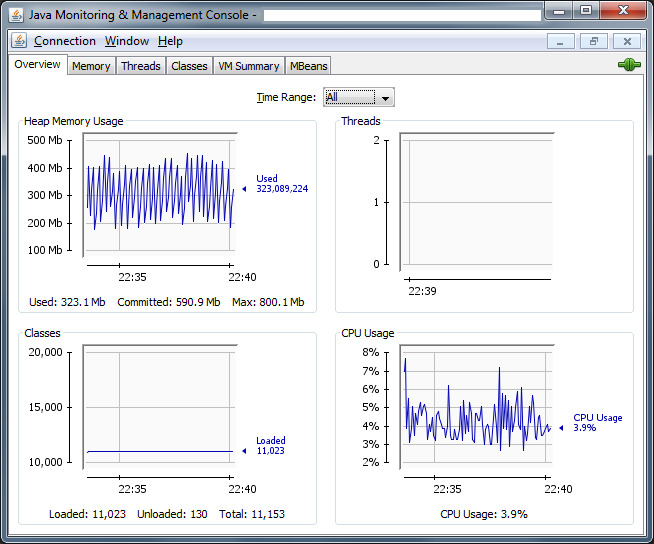 Java Monitoring & Management Console -
Connection Window Help
Overview Memory Threads Classes VM Summary MBeans
Time Range: All
Heap Memory Usage
500 Mb
400 Mb
300 Mb
200 Mb
100 Mb
Used
323,089,224
22:35 22:40
Used: 323.1 Mb Committed: 590.9 Mb Max: 800.1 Mb
Threads
2
1
0
22:39
Classes
20,000
15,000
10,000
Loaded
11,023
22:35 22:40
Loaded: 11,023 Unloaded: 130 Total: 11,153
CPU Usage
8%
7%
6%
5%
4%
3%
2%
CPU Usage
3.9%
22:35 22:40
CPU Usage: 3.9%